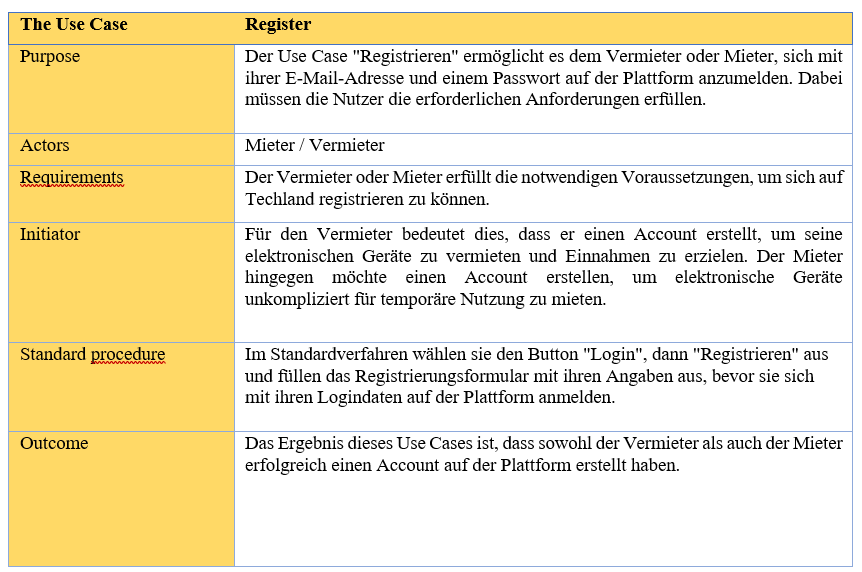 The Use Case Register
Purpose Der Use Case "Registrieren" ermöglicht es dem Vermieter oder Mieter, sich mit
ihrer E-Mail-Adresse und einem Passwort auf der Plattform anzumelden. Dabei
müssen die Nutzer die erforderlichen Anforderungen erfüllen.
Actors Mieter / Vermieter
Requirements Der Vermieter oder Mieter erfüllt die notwendigen Voraussetzungen, um sich auf
Techland registrieren zu können.
Initiator Für den Vermieter bedeutet dies, dass er einen Account erstellt, um seine
elektronischen Geräte zu vermieten und Einnahmen zu erzielen. Der Mieter
hingegen möchte einen Account erstellen, um elektronische Geräte
unkompliziert für temporäre Nutzung zu mieten.
Standard procedure Im Standardverfahren wählen sie den Button "Login", dann "Registrieren" aus
und füllen das Registrierungsformular mit ihren Angaben aus, bevor sie sich
mit ihren Logindaten auf der Plattform anmelden.
Outcome Das Ergebnis dieses Use Cases ist, dass sowohl der Vermieter als auch der Mieter
erfolgreich einen Account auf der Plattform erstellt haben.